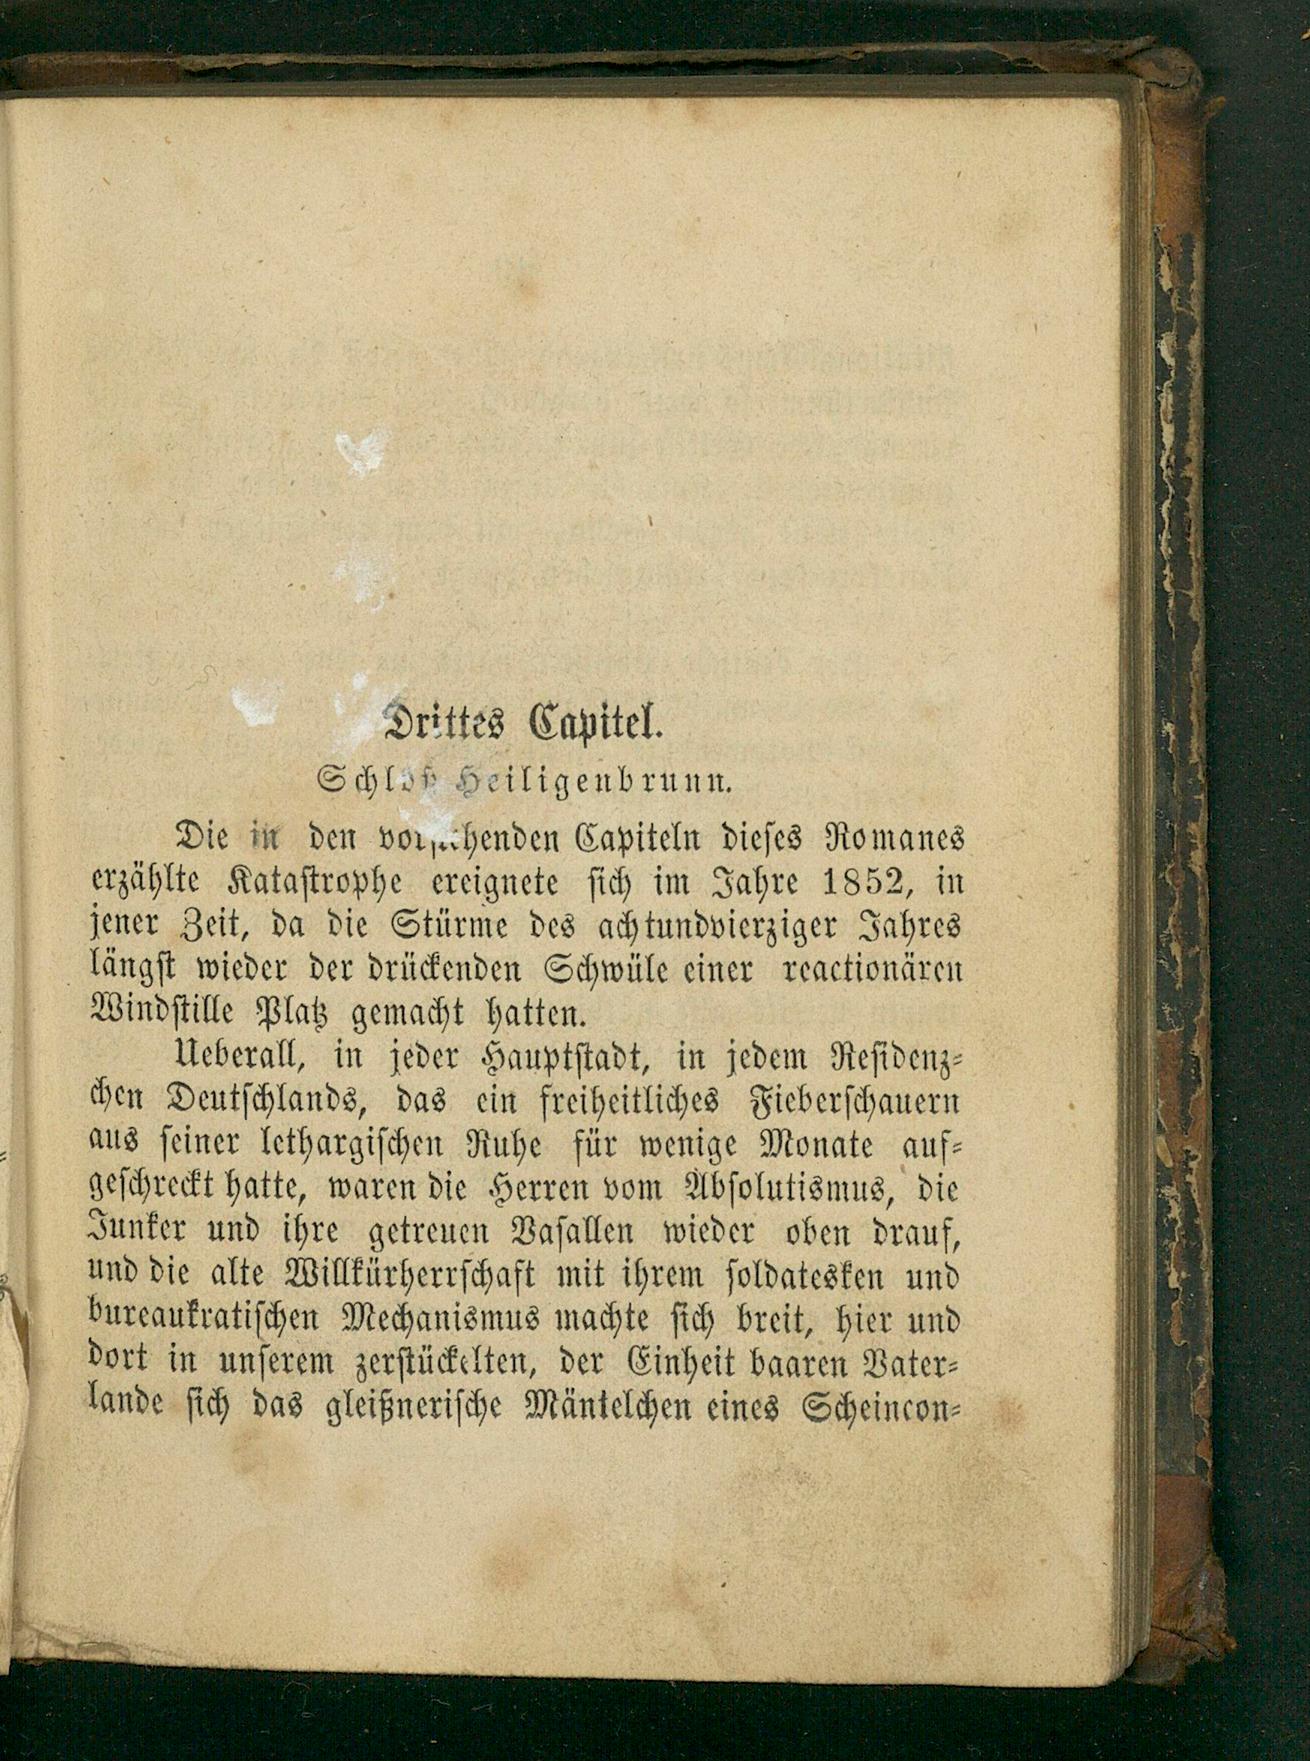 Drittes Capitel.
Schloß Heiligenbrunn.
Die in den vorstehenden Capiteln dieses Romanes
erzählte Katastrophe ereignete sich im Jahre 1852, in
jener Zeit, da die Stürme des achtundvierziger Jahres
längst wieder der drückenden Schwüle einer reactionären
Windstille Platz gemacht hatten.
Ueberall, in jeder Hauptstadt, in jedem Residenz-
chen Deutschlands, das ein freiheitliches Fieberschauern
aus seiner lethargischen Ruhe für wenige Monate auf-
geschreckt hatte, waren die Herren vom Absolutismus, die
Junker und ihre getreuen Vasallen wieder oben drauf,
und die alte Willkürherrschaft mit ihrem soldatesken und
bureaukratischen Mechanismus machte sich breit, hier und
dort in unserem zerstückelten, der Einheit baaren Vater-
lande sich das gleißnerische Mäntelchen eines Scheincon-